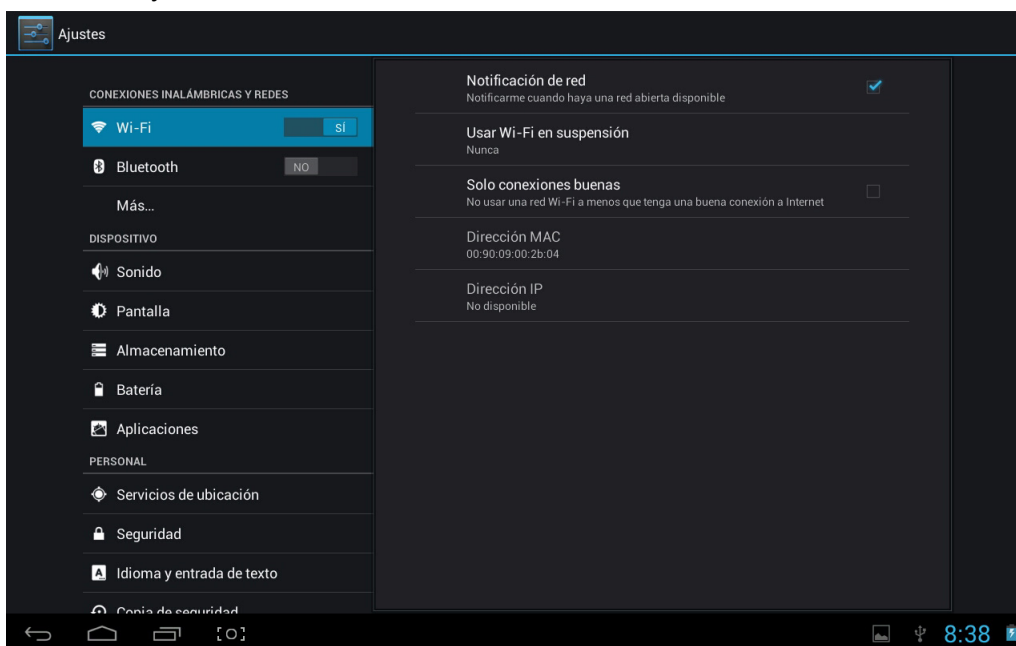 Ajustes
CONEXIONES INALÁMBRICAS Y REDES
Wi-Fi
SÍ
Bluetooth
NO
Más...
DISPOSITIVO
Sonido
Pantalla
Almacenamiento
Batería
Aplicaciones
PERSONAL
Servicios de ubicación
Seguridad
Idioma y entrada de texto
Copia de seguridad
Notificación de red
Notificarme cuando haya una red abierta disponible
Usar Wi-Fi en suspensión
Nunca
Solo conexiones buenas
No usar una red Wi-Fi a menos que tenga una buena conexión a Internet
Dirección MAC
00:90:09:00:2b:04
Dirección IP
No disponible
8:38